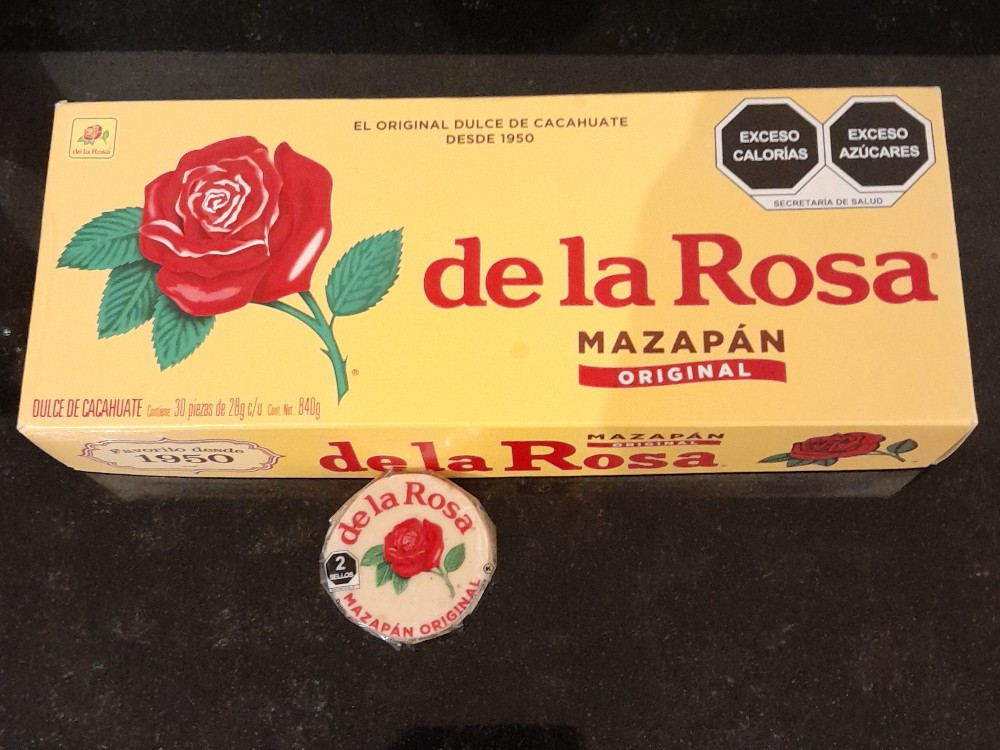 de la Rosa
EL ORIGINAL DULCE DE CACAHUATE
DESDE 1950
EXCESO
CALORÍAS
EXCESO
AZÚCARES
SECRETARÍA DE SALUD
de la Rosa®
MAZAPÁN
ORIGINAL
®
DULCE DE CACAHUATE Contiene 30 piezas de 28g c/u Cont. Net.: 840g
Favorito desde
1950
de la Rosa
MAZAPÁN
ORIGINAL
de la Rosa
2
SELLOS
K
MAZAPÁN ORIGINAL